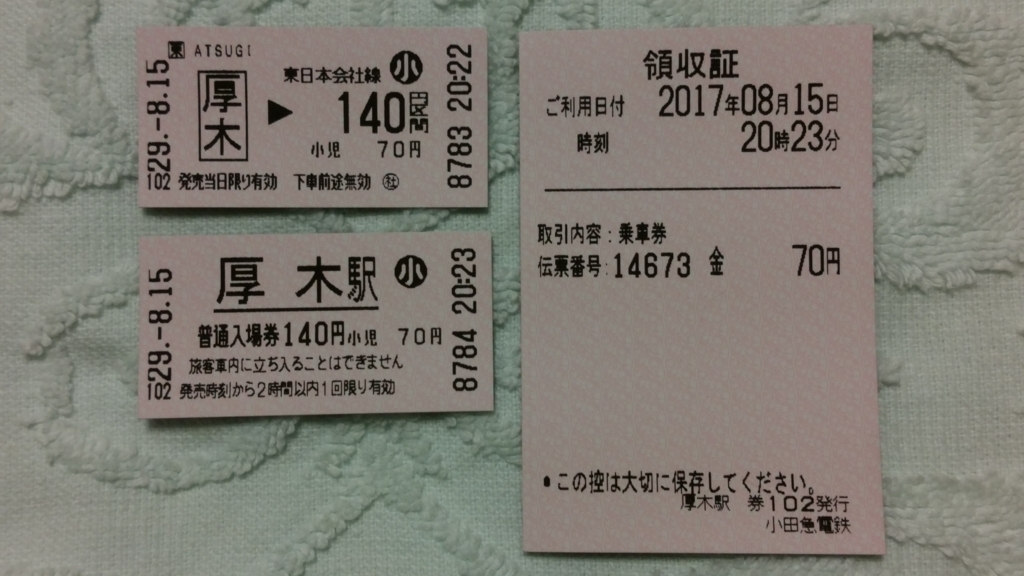 東 ATSUGI
厚木 ▶ 東日本会社線 小
140円区間
小児 70円
102 発売当日限り有効 下車前途無効 社
29.-8.15
8783 20:22
厚木駅 小
普通入場券140円小児 70円
旅客車内に立ち入ることはできません
102 発売時刻から2時間以内1回限り有効
29.-8.15
8784 20:23
領収証
ご利用日付 2017年08月15日
時刻 20時23分
取引内容:乗車券
伝票番号:14673 金 70円
•この控は大切に保存してください。
厚木駅 券102発行
小田急電鉄